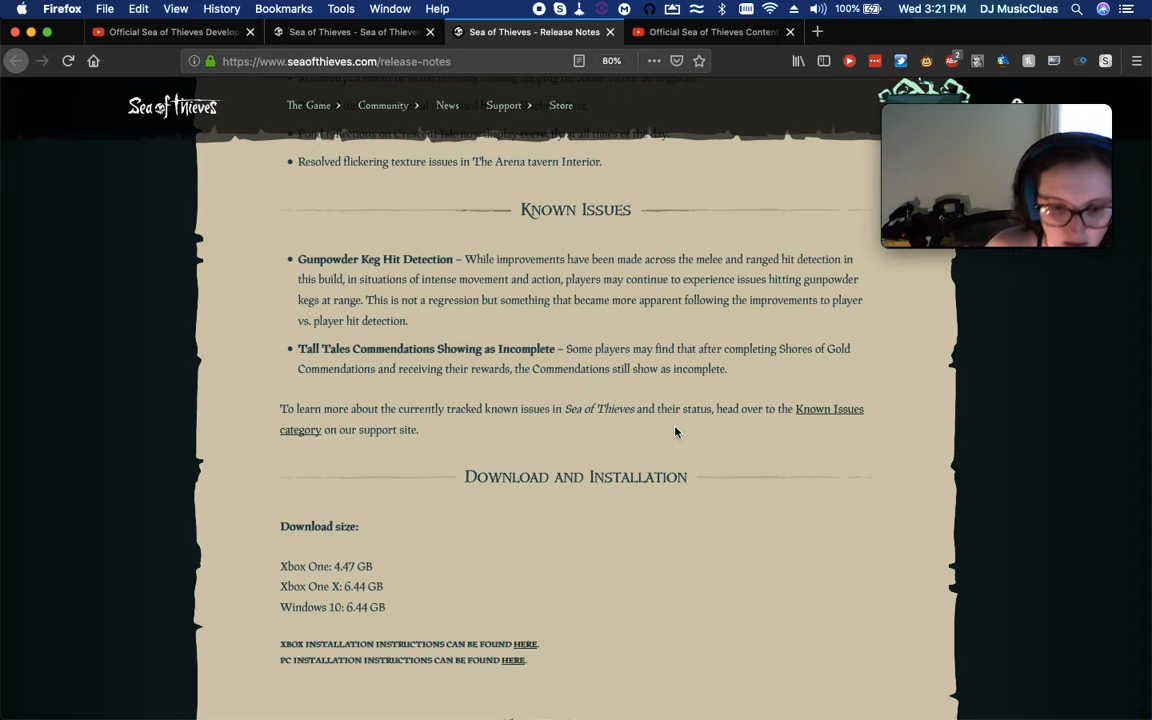 Firefox File Edit View History Bookmarks Tools Window Help 100% Wed 3:21 PM DJ MusicClues
Official Sea of Thieves Develop Sea of Thieves - Sea of Thieves Sea of Thieves - Release Notes Official Sea of Thieves Content
https://www.seaofthieves.com/release-notes 80% 2
Sea of Thieves The Game Community News Support Store
Resolved flickering texture issues in The Arena tavern Interior.
Known Issues
Gunpowder Keg Hit Detection – While improvements have been made across the melee and ranged hit detection in
this build, in situations of intense movement and action, players may continue to experience issues hitting gunpowder
kegs at range. This is not a regression but something that became more apparent following the improvements to player
vs. player hit detection.
Tall Tales Commendations Showing as Incomplete – Some players may find that after completing Shores of Gold
Commendations and receiving their rewards, the Commendations still show as incomplete.
To learn more about the currently tracked known issues in Sea of Thieves and their status, head over to the Known Issues
category on our support site.
Download and Installation
Download size:
Xbox One: 4.47 GB
Xbox One X: 6.44 GB
Windows 10: 6.44 GB
XBOX INSTALLATION INSTRUCTIONS CAN BE FOUND HERE.
PC INSTALLATION INSTRUCTIONS CAN BE FOUND HERE.